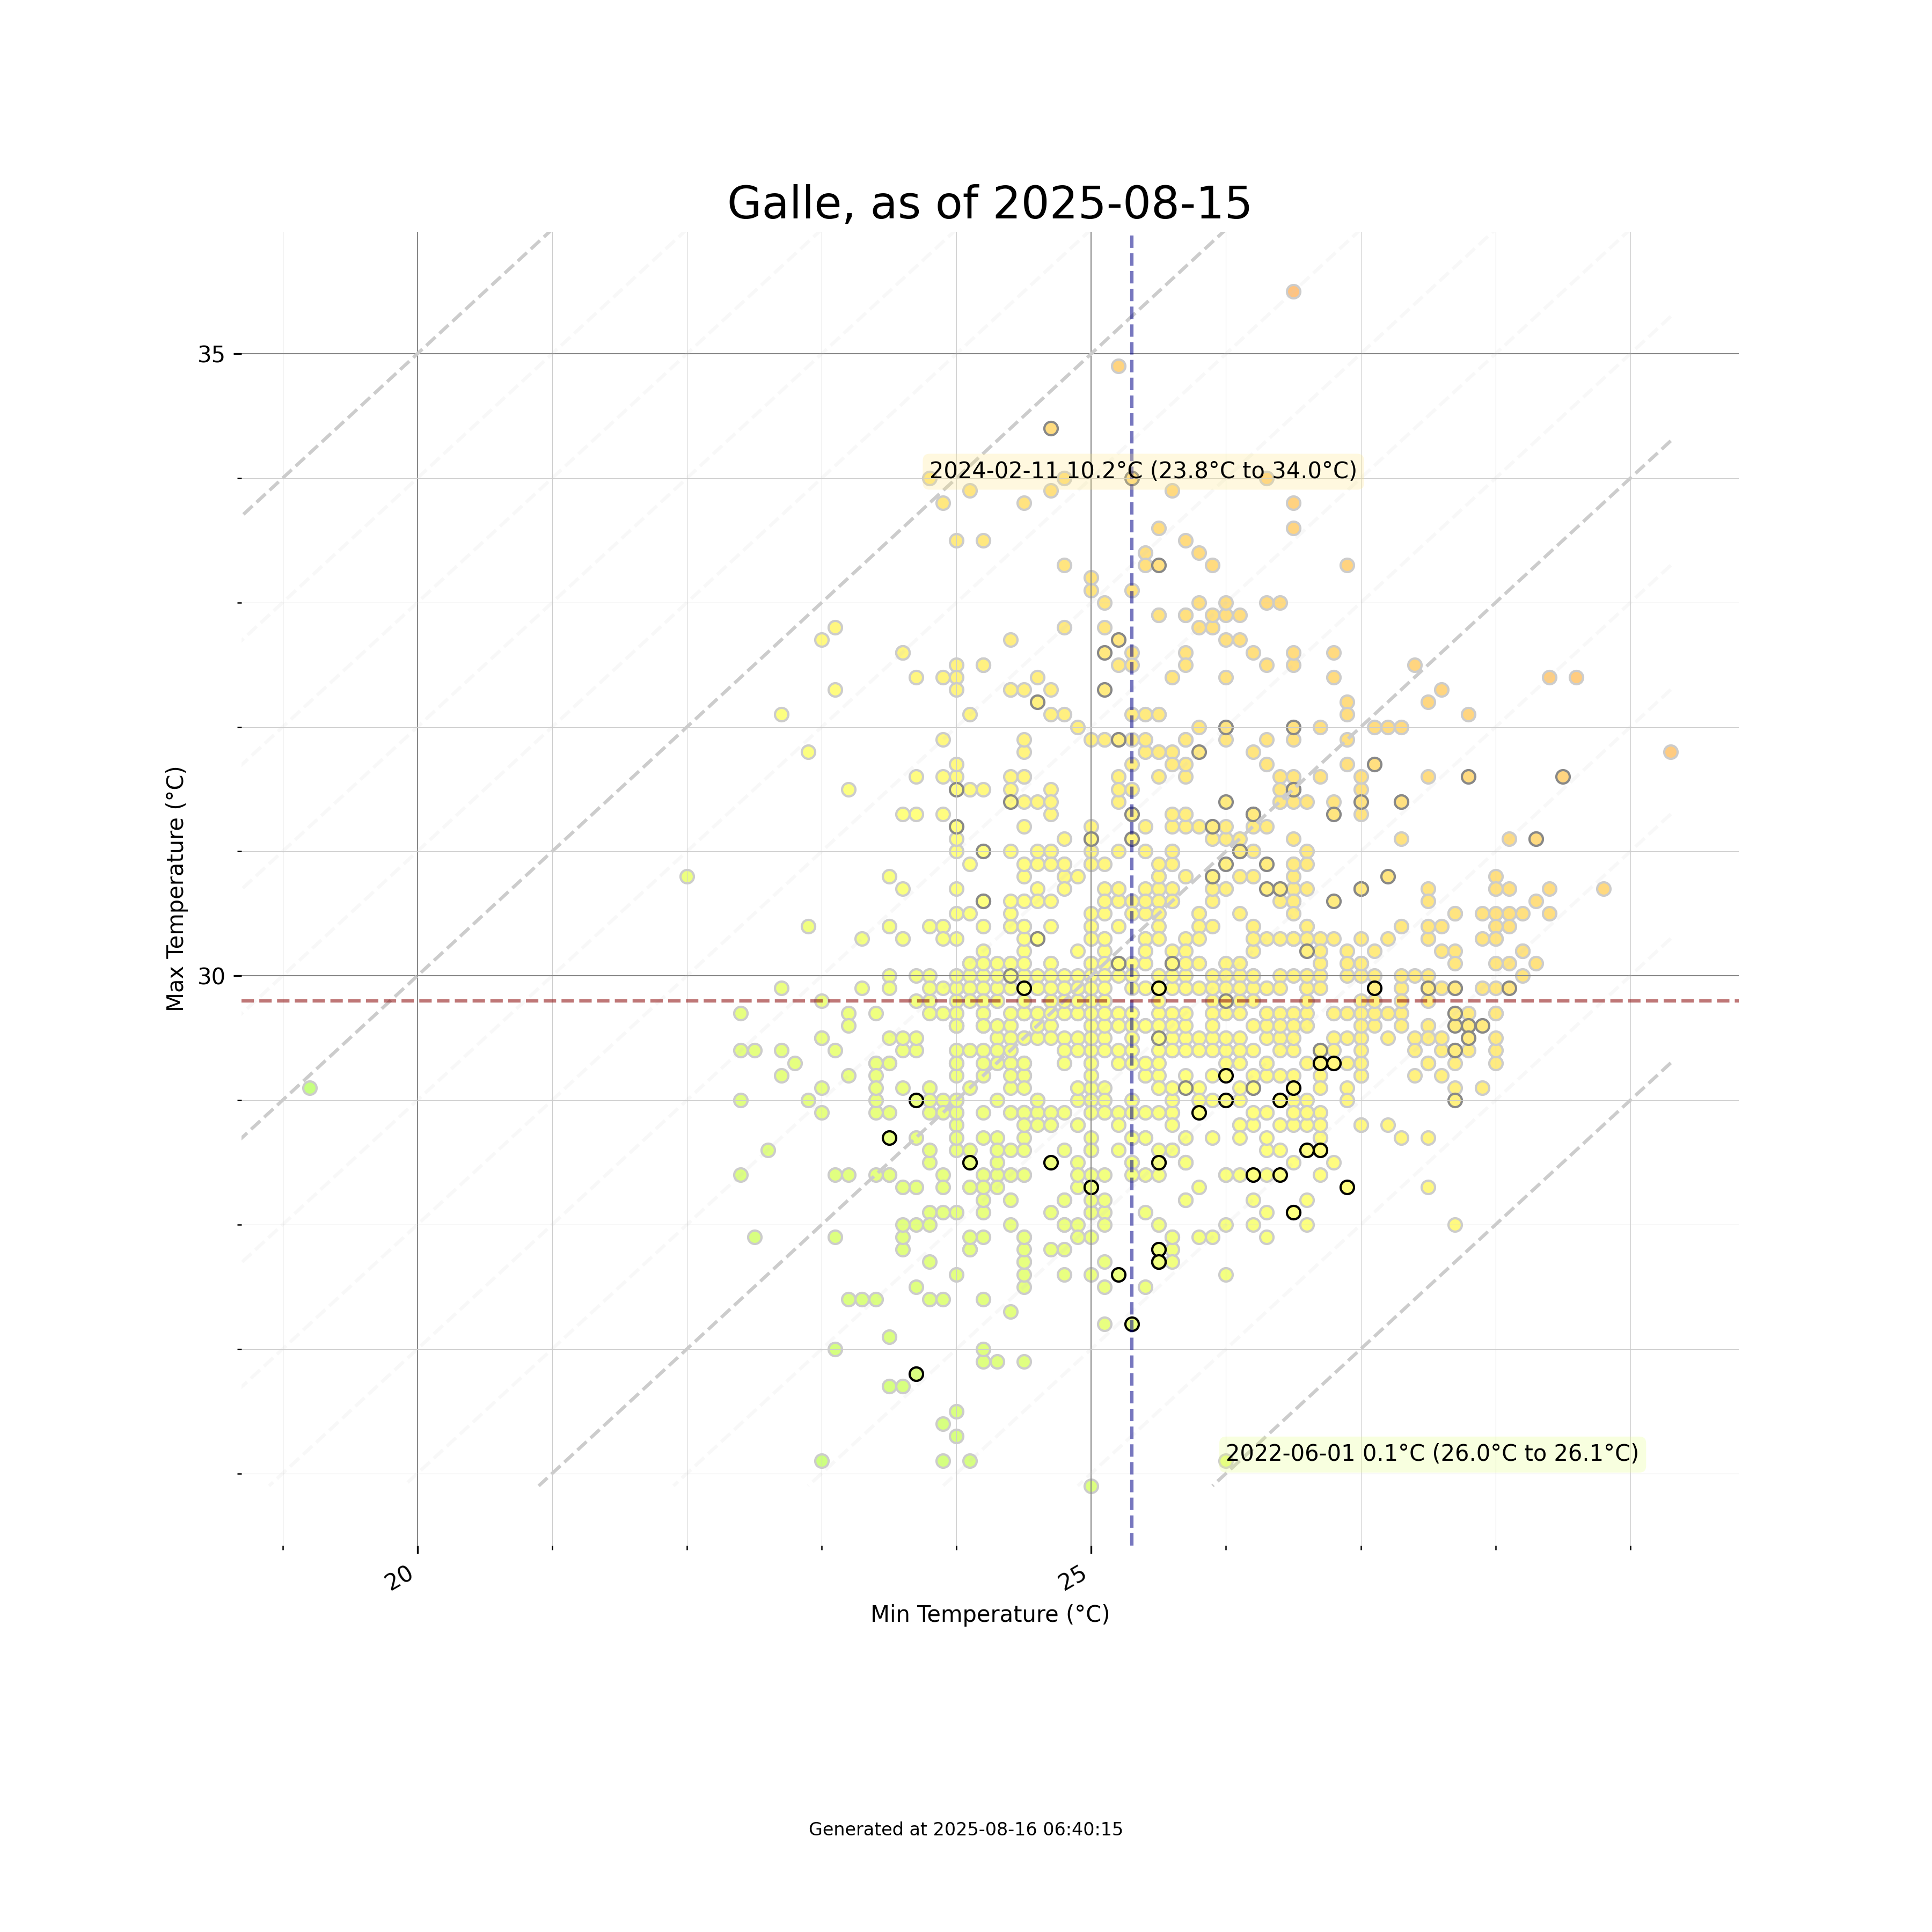 Galle, as of 2025-08-15
35
2024-02-11 10.2°C (23.8°C to 34.0°C)
Max Temperature (°C)
30
2022-06-01 0.1°C (26.0°C to 26.1°C)
20
25
Min Temperature (°C)
Generated at 2025-08-16 06:40:15